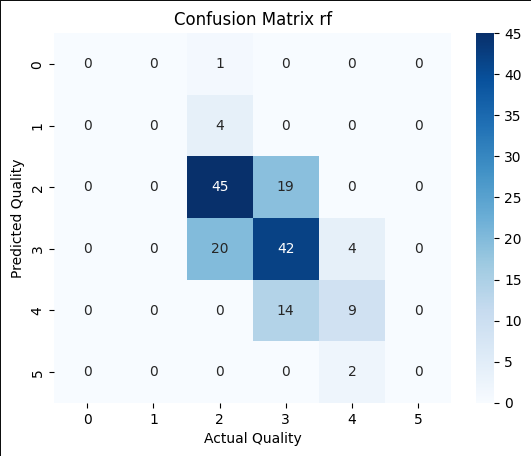 Confusion Matrix rf
45
0 0 0 1 0 0 0
40
1 0 0 4 0 0 0
35
30
2 0 0 45 19 0 0
25
Predicted Quality
3 0 0 20 42 4 0
20
15
4 0 0 0 14 9 0
10
5
5 0 0 0 0 2 0
0
0 1 2 3 4 5
Actual Quality